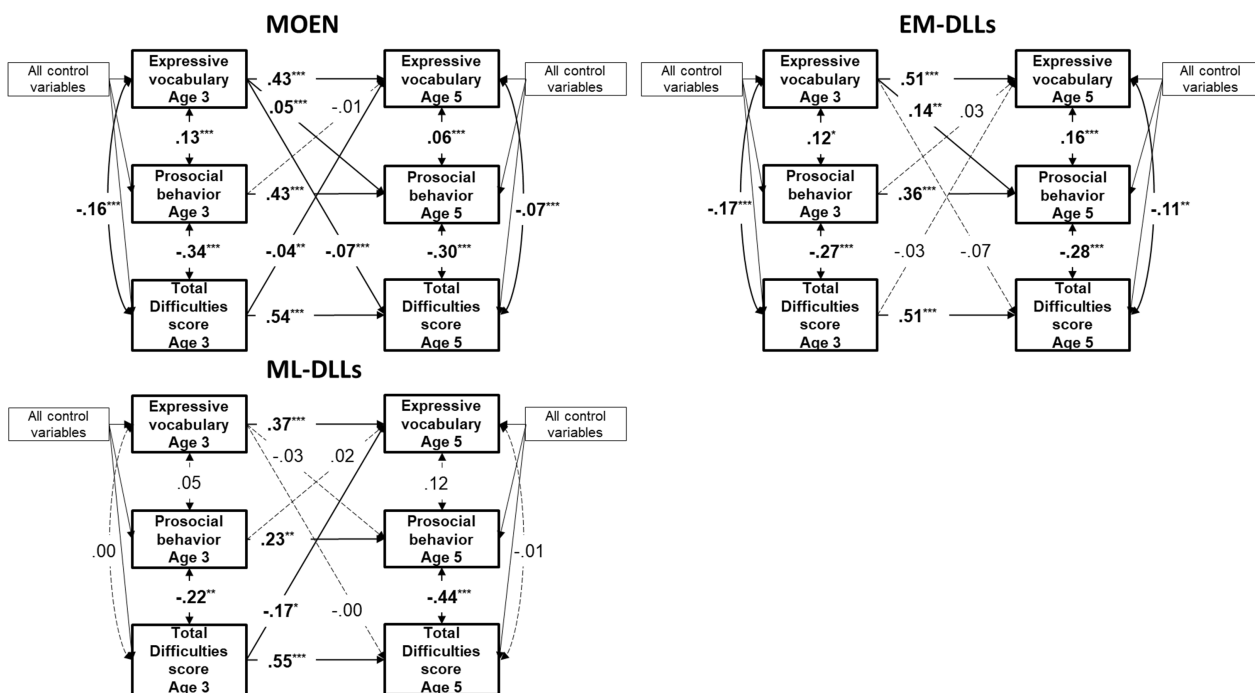 MOEN
All control
variables
Expressive
vocabulary
Age 3
.43***
.05***
-.01
Expressive
vocabulary
Age 5
All control
variables
.13***
.06***
Prosocial
behavior
Age 3
.43***
Prosocial
behavior
Age 5
-.16***
-.07***
-.34***
-.04**
-.07***
-.30***
Total
Difficulties
score
Age 3
.54***
Total
Difficulties
score
Age 5
EM-DLLs
All control
variables
Expressive
vocabulary
Age 3
.51***
.14**
.03
Expressive
vocabulary
Age 5
All control
variables
.12*
.16***
Prosocial
behavior
Age 3
.36***
Prosocial
behavior
Age 5
-.17***
-.11**
-.27***
-.03
-.07
-.28***
Total
Difficulties
score
Age 3
.51***
Total
Difficulties
score
Age 5
ML-DLLs
All control
variables
Expressive
vocabulary
Age 3
.37***
-.03
.02
Expressive
vocabulary
Age 5
All control
variables
.05
.12
Prosocial
behavior
Age 3
.23**
Prosocial
behavior
Age 5
.00
-.01
-.22**
-.17*
-.00
-.44***
Total
Difficulties
score
Age 3
.55***
Total
Difficulties
score
Age 5